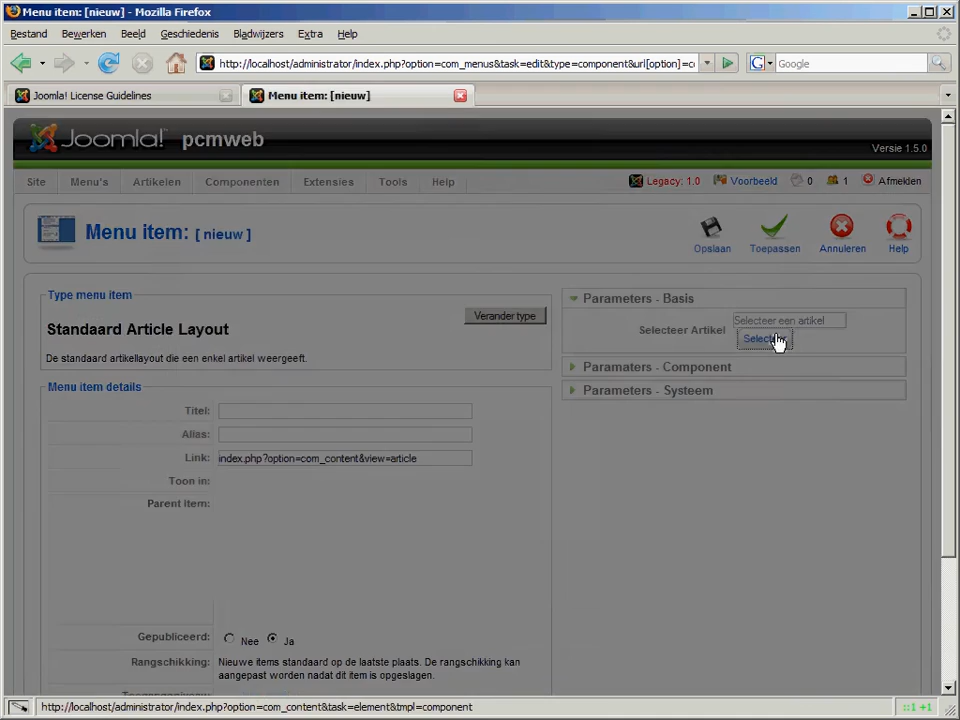 Menu item: [nieuw] - Mozilla Firefox
Bestand Bewerken Beeld Geschiedenis Bladwijzers Extra Help
http://localhost/administrator/index.php?option=com_menus&task=edit&type=component&url[option]=c
Google
Joomla! License Guidelines
Menu item: [nieuw]
Joomla! pcmweb
Versie 1.5.0
Site Menu's Artikelen Componenten Extensies Tools Help
Legacy: 1.0 Voorbeeld 0 1 Afmelden
Menu item: [ nieuw ]
Opslaan Toepassen Annuleren Help
Type menu item
Verander type
Standaard Article Layout
De standaard artikellayout die een enkel artikel weergeeft.
Menu item details
Titel:
Alias:
Link: index.php?option=com_content&view=article
Toon in:
Parent item:
Gepubliceerd: Nee Ja
Rangschikking: Nieuwe items standaard op de laatste plaats. De rangschikking kan
aangepast worden nadat dit item is opgeslagen.
Parameters - Basis
Selecteer Artikel
Selecteer een artikel
Paramaters - Component
Parameters - Systeem
http://localhost/administrator/index.php?option=com_content&task=element&tmpl=component
::1 +1